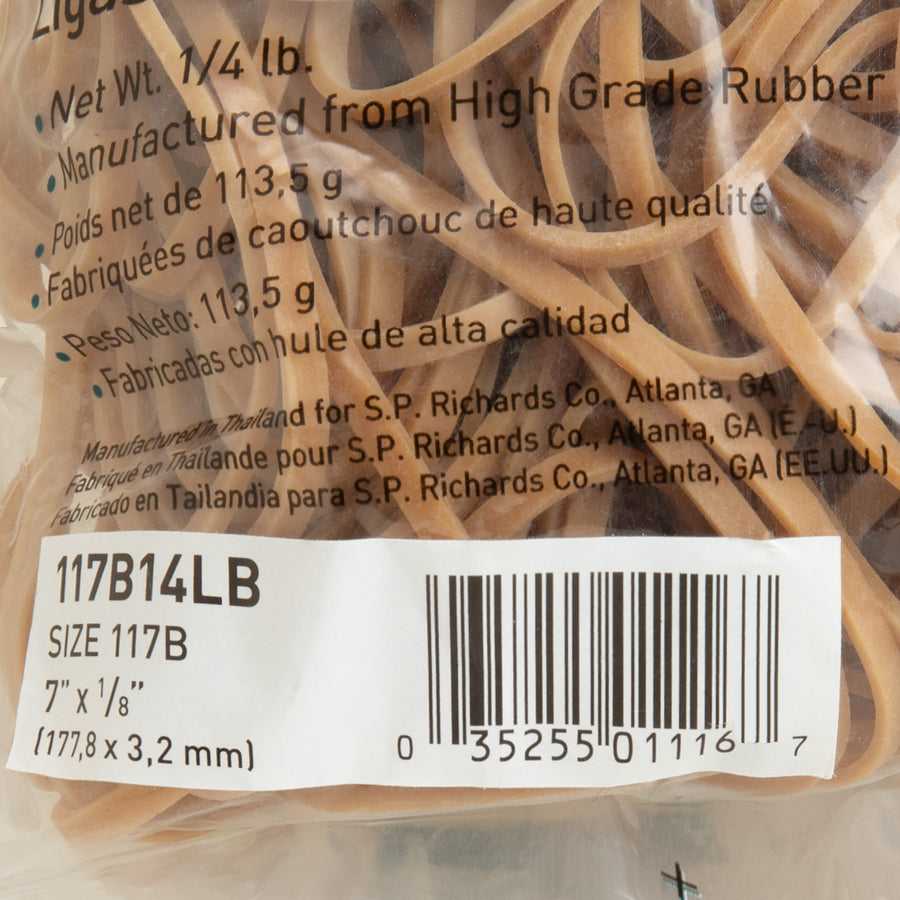 • Net Wt. 1/4 lb.
• Manufactured from High Grade Rubber
• Poids net de 113,5 g
• Fabriquées de caoutchouc de haute qualité
• Peso Neto: 113,5 g
• Fabricadas con hule de alta calidad
Manufactured in Thailand for S.P. Richards Co., Atlanta, GA
Fabriqué en Thaïlande pour S.P. Richards Co., Atlanta, GA (É.-U.)
Fabricado en Tailandia para S.P. Richards Co., Atlanta, GA (EE.UU.)
117B14LB
SIZE 117B
7" x 1/8"
(177,8 x 3,2 mm)
0 35255 01116 7